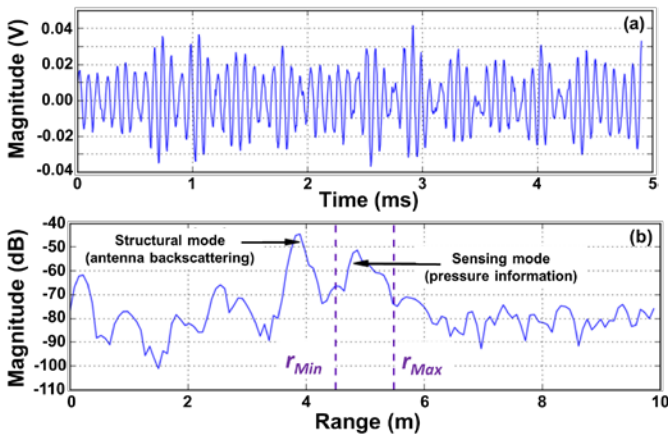 (a)
Magnitude (V)
0.04
0.02
0.00
-0.02
-0.04
0 1 2 3 4 5
Time (ms)
(b)
Magnitude (dB)
-40
-50
-60
-70
-80
-90
-100
-110
Structural mode
(antenna backscattering)
Sensing mode
(pressure information)
rMin
rMax
0 2 4 6 8 10
Range (m)